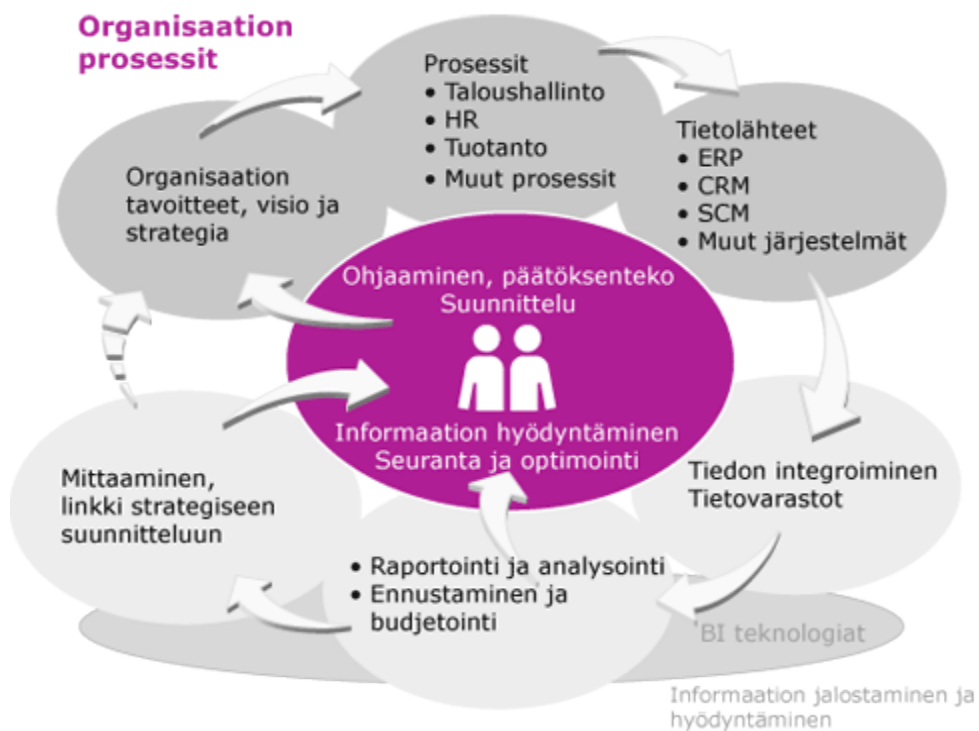 Organisaation
prosessit
Prosessit
• Taloushallinto
• HR
• Tuotanto
• Muut prosessit
Tietolähteet
• ERP
• CRM
• SCM
• Muut järjestelmät
Organisaation
tavoitteet, visio ja
strategia
Ohjaaminen, päätöksenteko
Suunnittelu
Informaation hyödyntäminen
Seuranta ja optimointi
Mittaaminen,
linkki strategiseen
suunnitteluun
Tiedon integroiminen
Tietovarastot
• Raportointi ja analysointi
• Ennustaminen ja
budjetointi
BI teknologiat
Informaation jalostaminen ja
hyödyntäminen